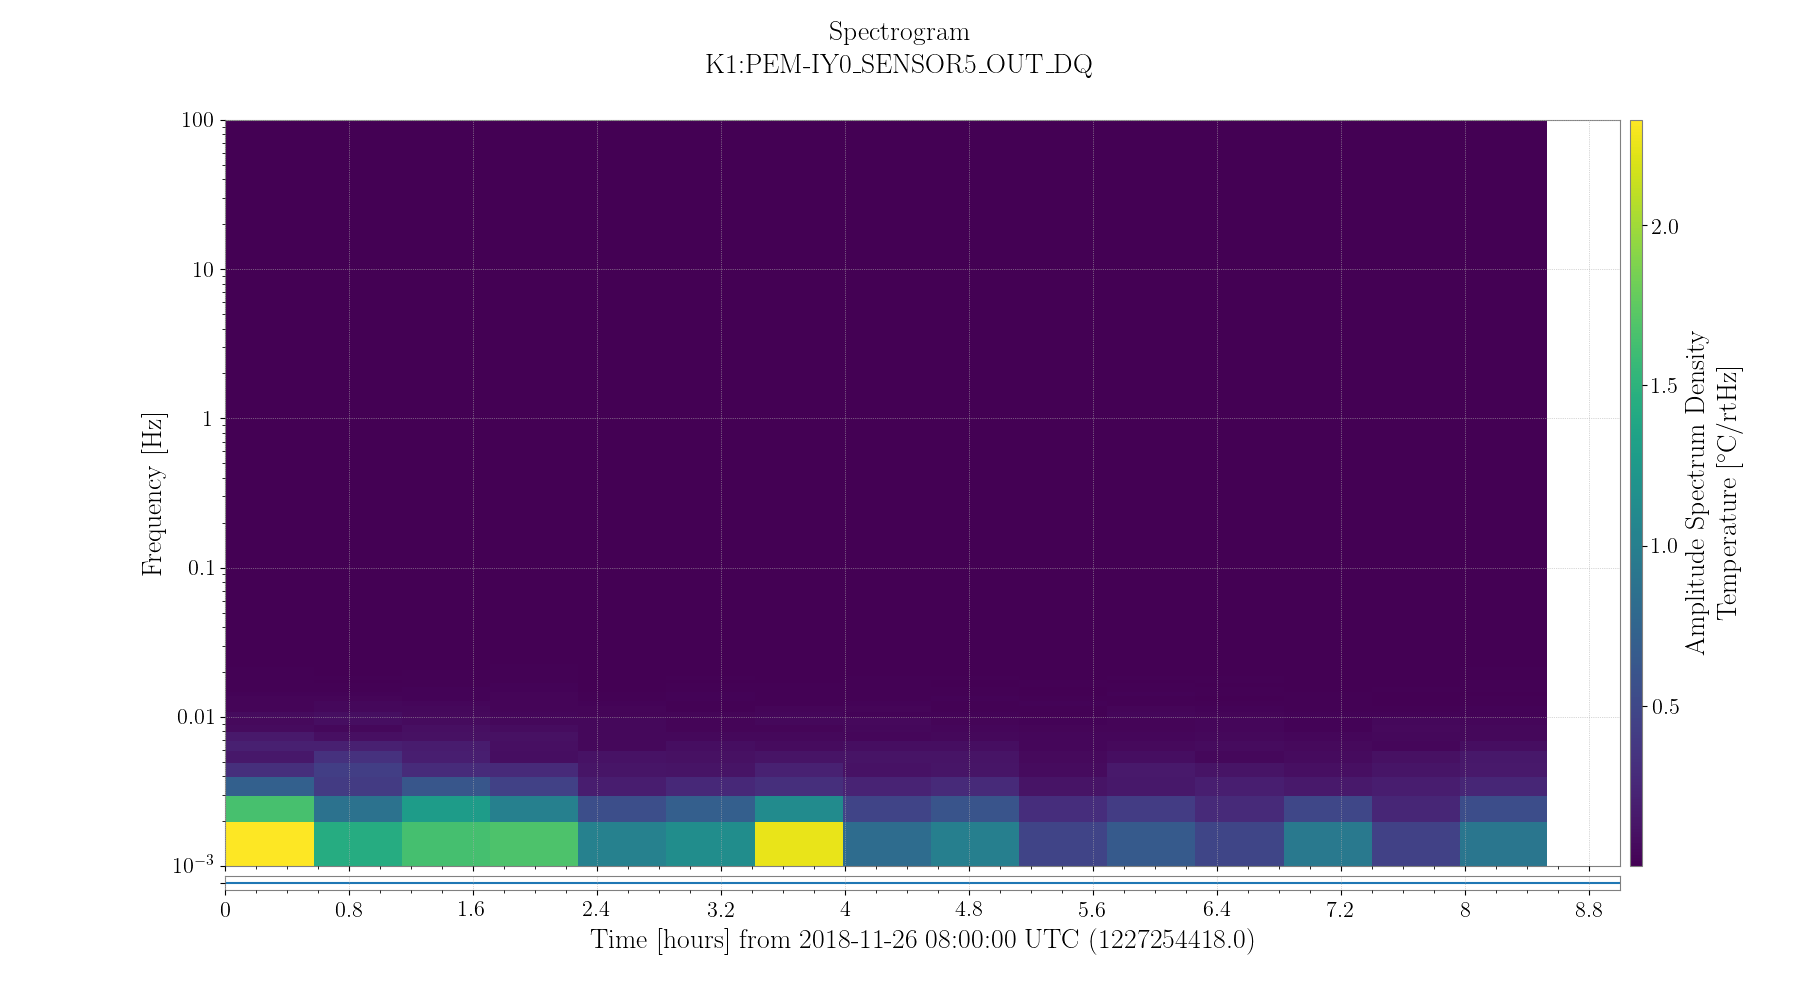 Spectrogram
K1:PEM-IY0_SENSOR5_OUT_DQ
100
10
1
0.1
0.01
10⁻³
Frequency [Hz]
2.0
1.5
1.0
0.5
Amplitude Spectrum Density
Temperature [°C/rtHz]
0 0.8 1.6 2.4 3.2 4 4.8 5.6 6.4 7.2 8 8.8
Time [hours] from 2018-11-26 08:00:00 UTC (1227254418.0)